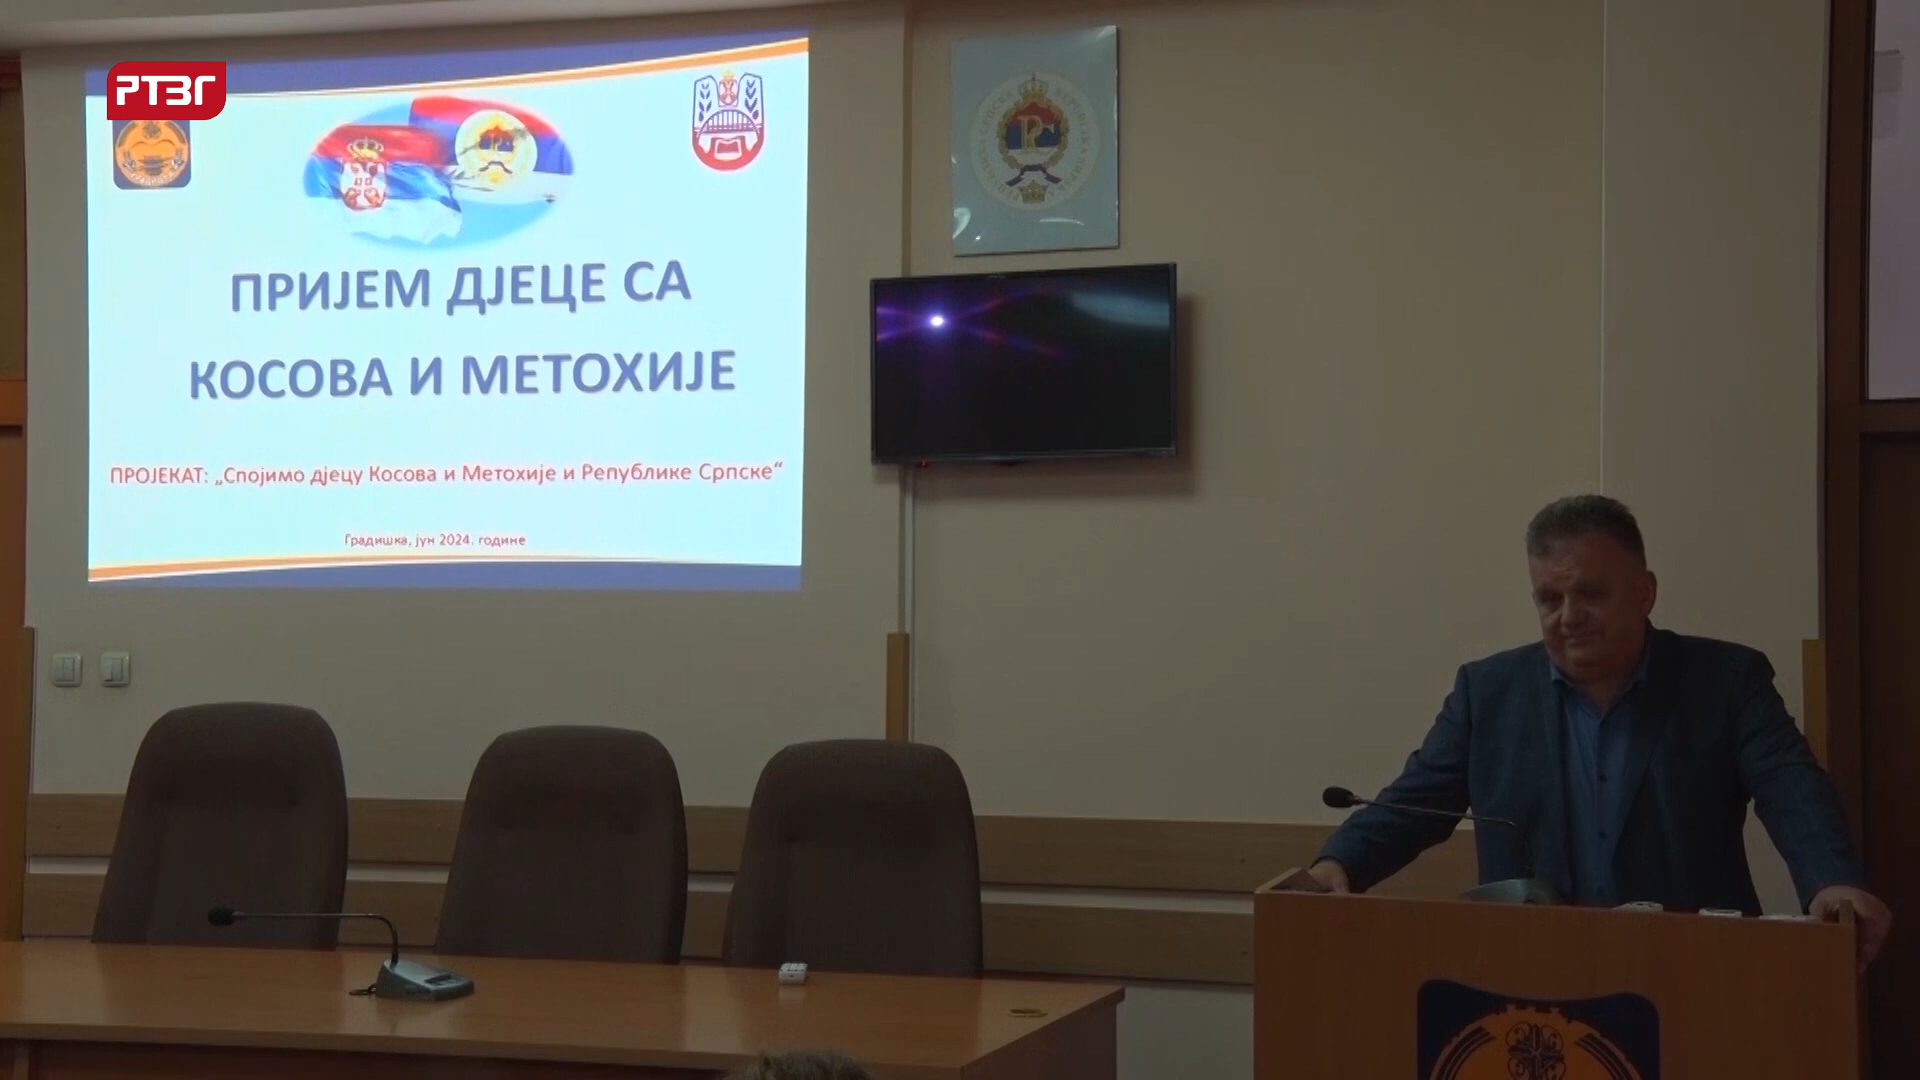 РТВГ
ПРИЈЕМ ДЈЕЦЕ СА
КОСОВА И МЕТОХИЈЕ
ПРОЈЕКАТ: „Спојимо дјецу Косова и Метохије и Републике Српске“
Градишка, јун 2024. године